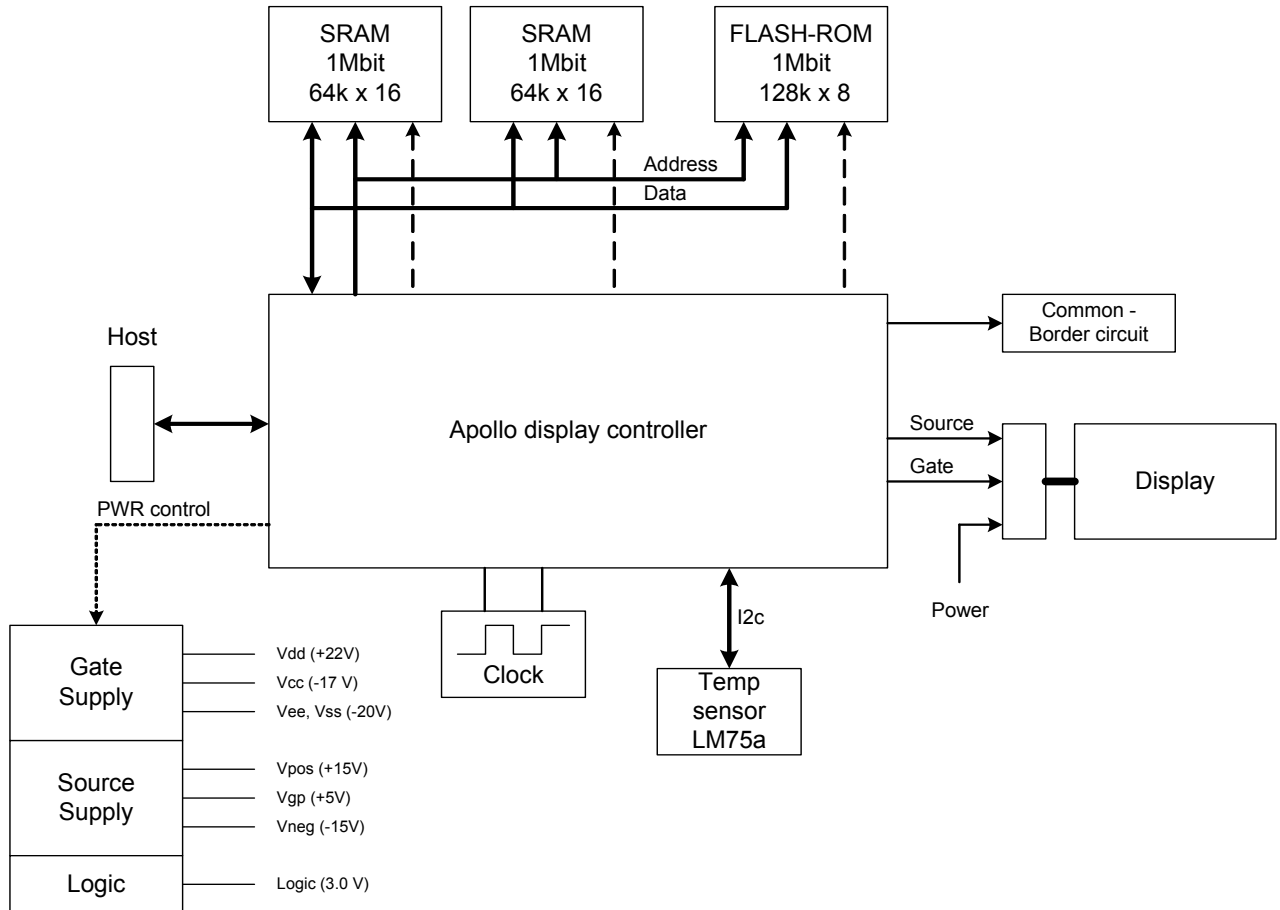 SRAM
1Mbit
64k x 16
SRAM
1Mbit
64k x 16
FLASH-ROM
1Mbit
128k x 8
Address
Data
Host
Apollo display controller
Common -
Border circuit
Source
Gate
Display
Power
PWR control
I2c
Clock
Temp
sensor
LM75a
Gate
Supply
Vdd (+22V)
Vcc (-17 V)
Vee, Vss (-20V)
Source
Supply
Vpos (+15V)
Vgp (+5V)
Vneg (-15V)
Logic
Logic (3.0 V)